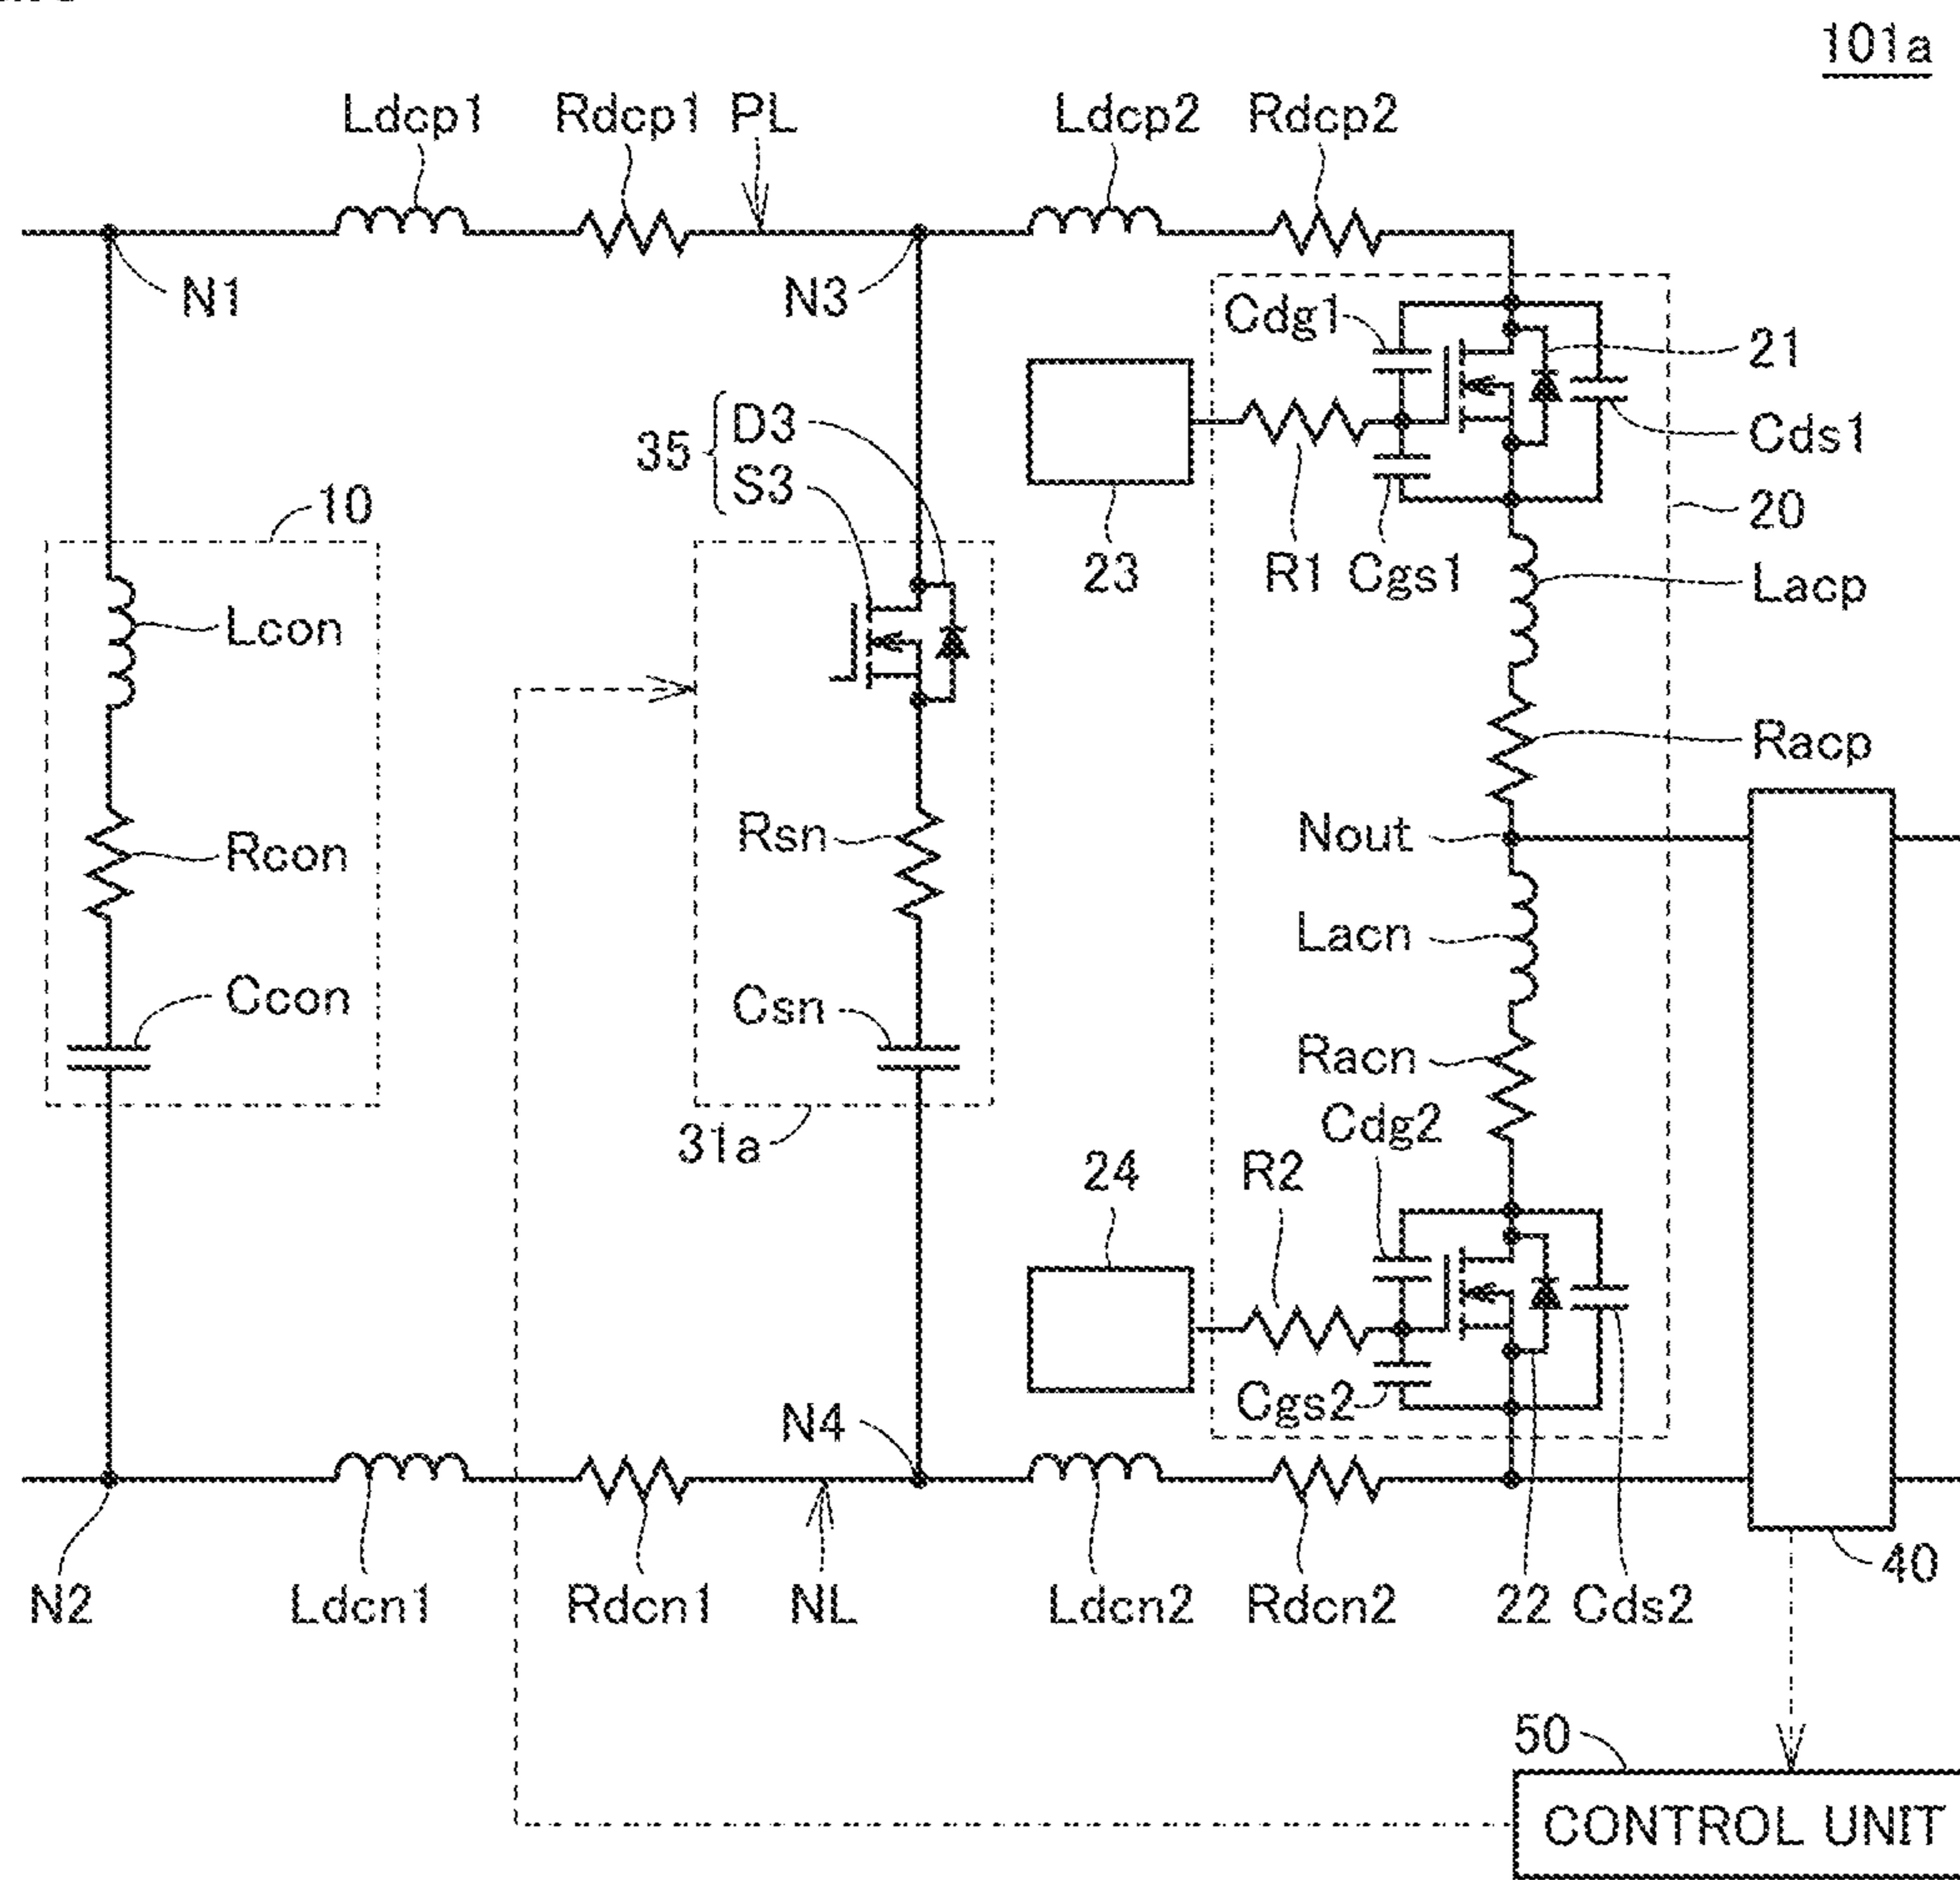 101a
Ldcp1 Rdcp1 PL Ldcp2 Rdcp2
N1 N3 Cdg1
21
D3
35 Cds1
S3
10 20
23 R1 Cgs1 Lacp
Lcon
Racp
Rsn Nout
Rcon
Lacn
Ccon Csn
Racn
Cdg2
31a
24 R2
N4 Cgs2
40
N2 Ldcn1 Rdcn1 NL Ldcn2 Rdcn2 22 Cds2
50
CONTROL UNIT